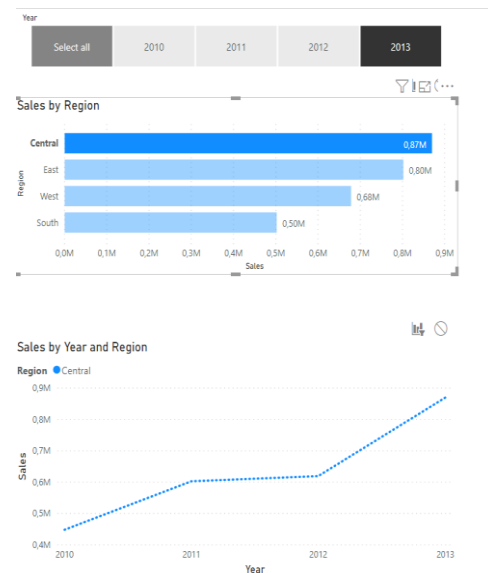 Year
Select all 2010 2011 2012 2013
Sales by Region
Region
Central 0,87M
East 0,80M
West 0,68M
South 0,50M
0,0M 0,1M 0,2M 0,3M 0,4M 0,5M 0,6M 0,7M 0,8M 0,9M
Sales
Sales by Year and Region
Region Central
Sales
0,9M
0,8M
0,7M
0,6M
0,5M
0,4M
2010 2011 2012 2013
Year